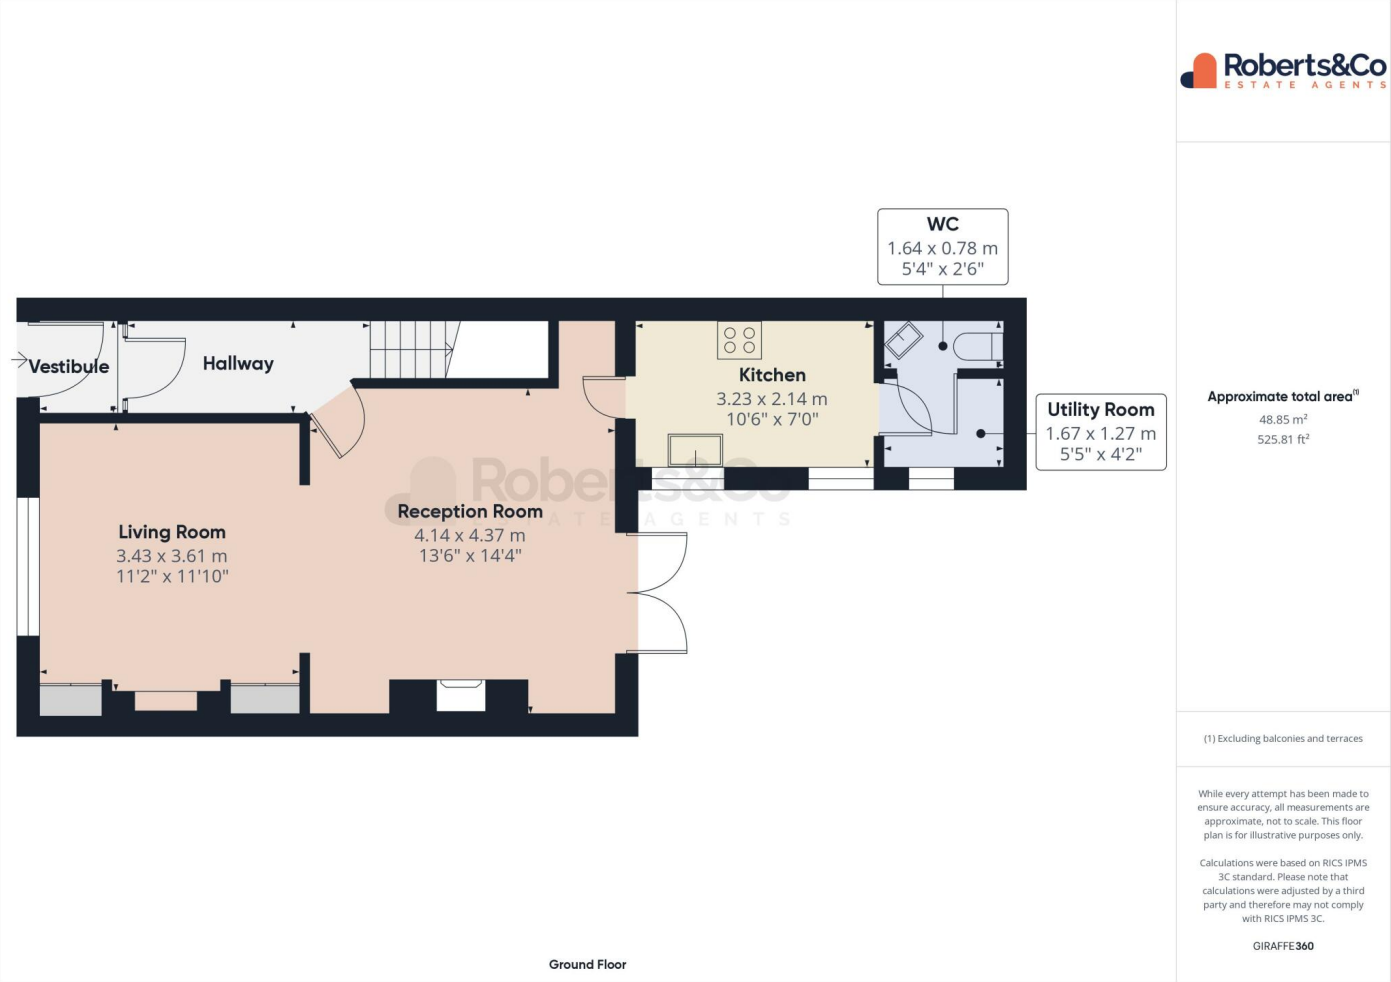 Roberts&Co
ESTATE AGENTS
WC
1.64 x 0.78 m
5'4" x 2'6"
Vestibule
Hallway
Kitchen
3.23 x 2.14 m
10'6" x 7'0"
Utility Room
1.67 x 1.27 m
5'5" x 4'2"
Roberts&Co
ESTATE AGENTS
Reception Room
4.14 x 4.37 m
13'6" x 14'4"
Living Room
3.43 x 3.61 m
11'2" x 11'10"
Ground Floor
Approximate total area(1)
48.85 m²
525.81 ft²
(1) Excluding balconies and terraces
While every attempt has been made to
ensure accuracy, all measurements are
approximate, not to scale. This floor
plan is for illustrative purposes only.
Calculations were based on RICS IPMS
3C standard. Please note that
calculations were adjusted by a third
party and therefore may not comply
with RICS IPMS 3C.
GIRAFFE360